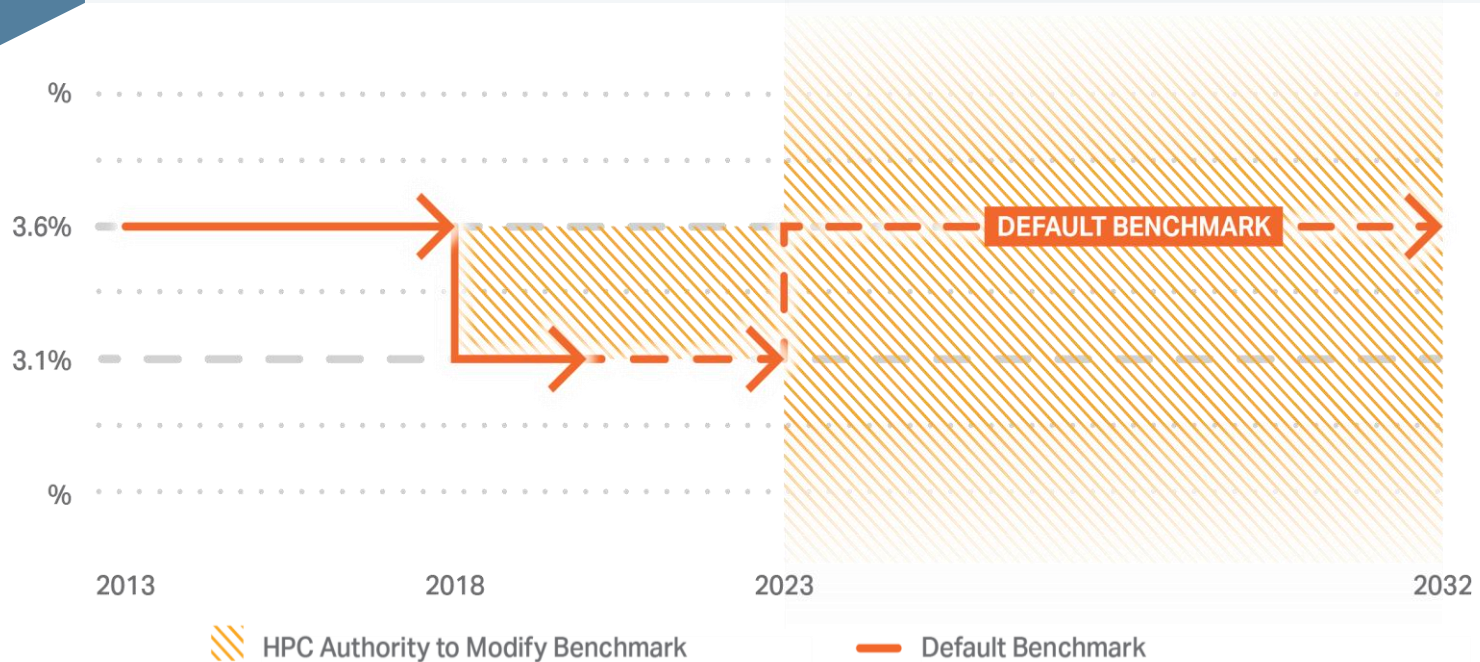 %
3.6%
DEFAULT BENCHMARK
3.1%
%
2013 2018 2023 2032
HPC Authority to Modify Benchmark Default Benchmark